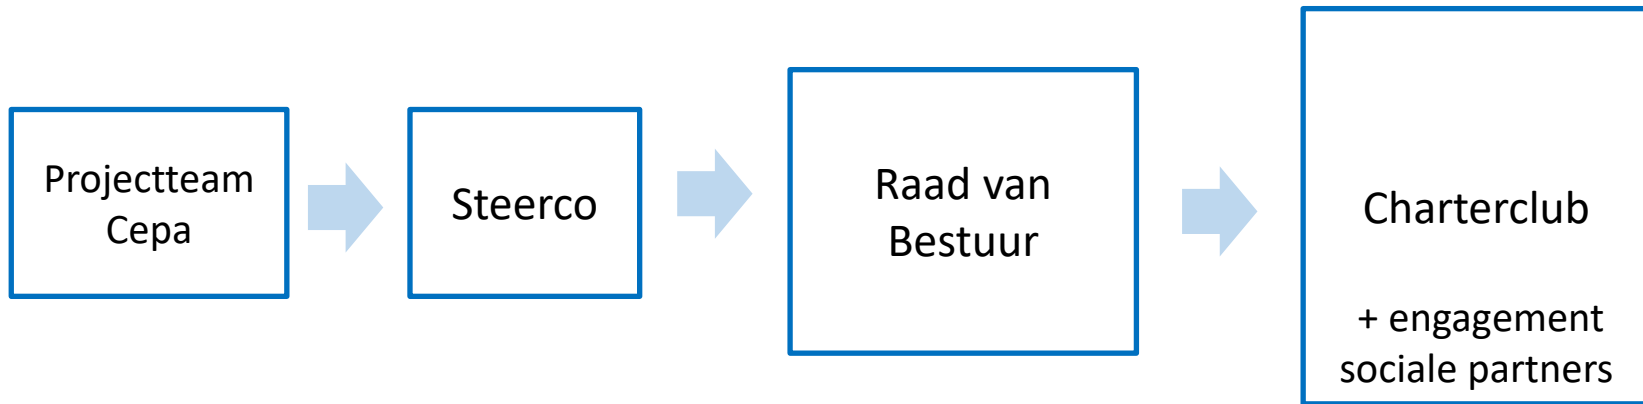 Projectteam
Cepa
Steerco
Raad van
Bestuur
Charterclub
+ engagement
sociale partners